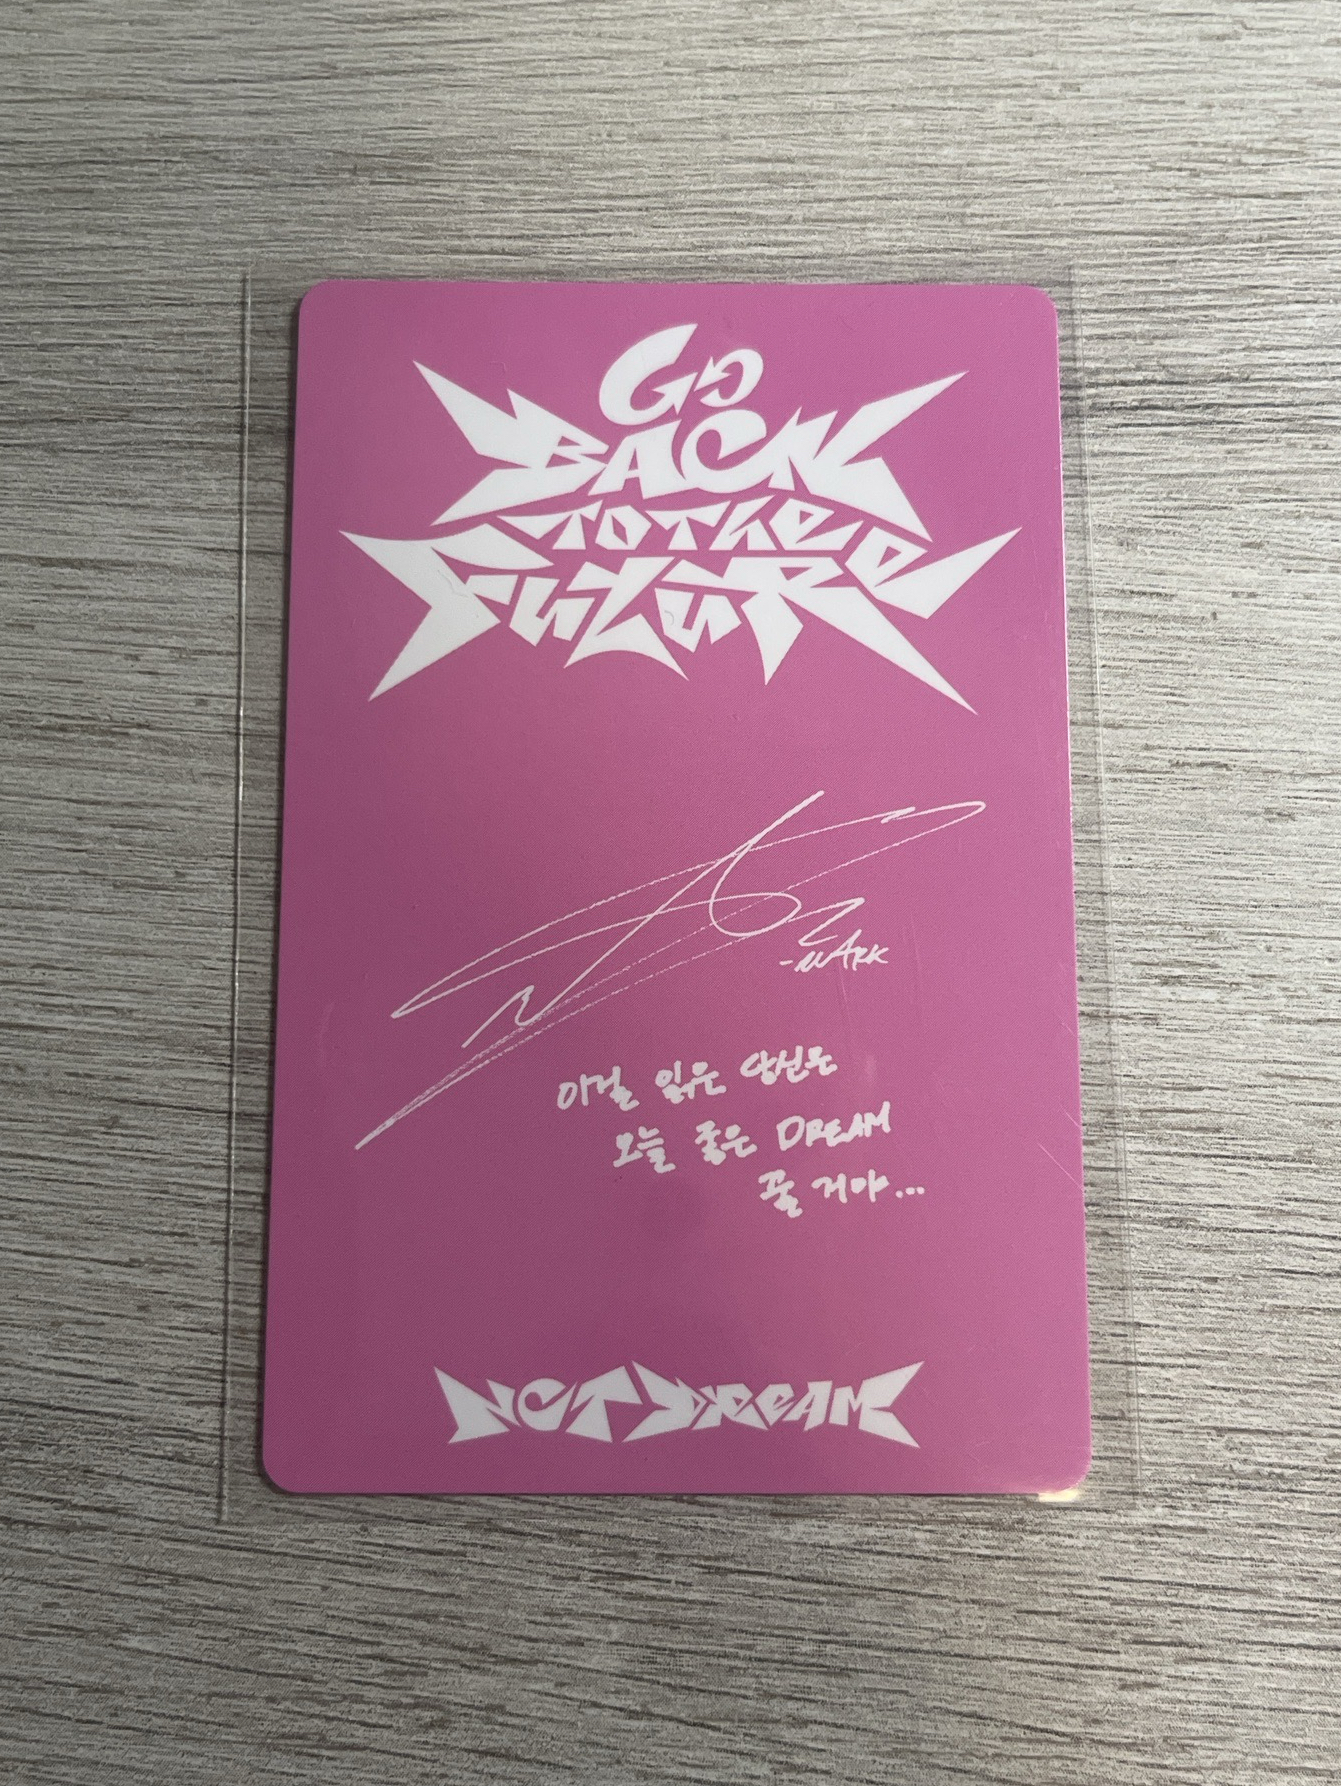 Go
BACK
TO THE
FUTURE
-MARK
이걸 읽은 당신은
오늘 굻은 DREAM
꿀 거야...
NCT DREAM